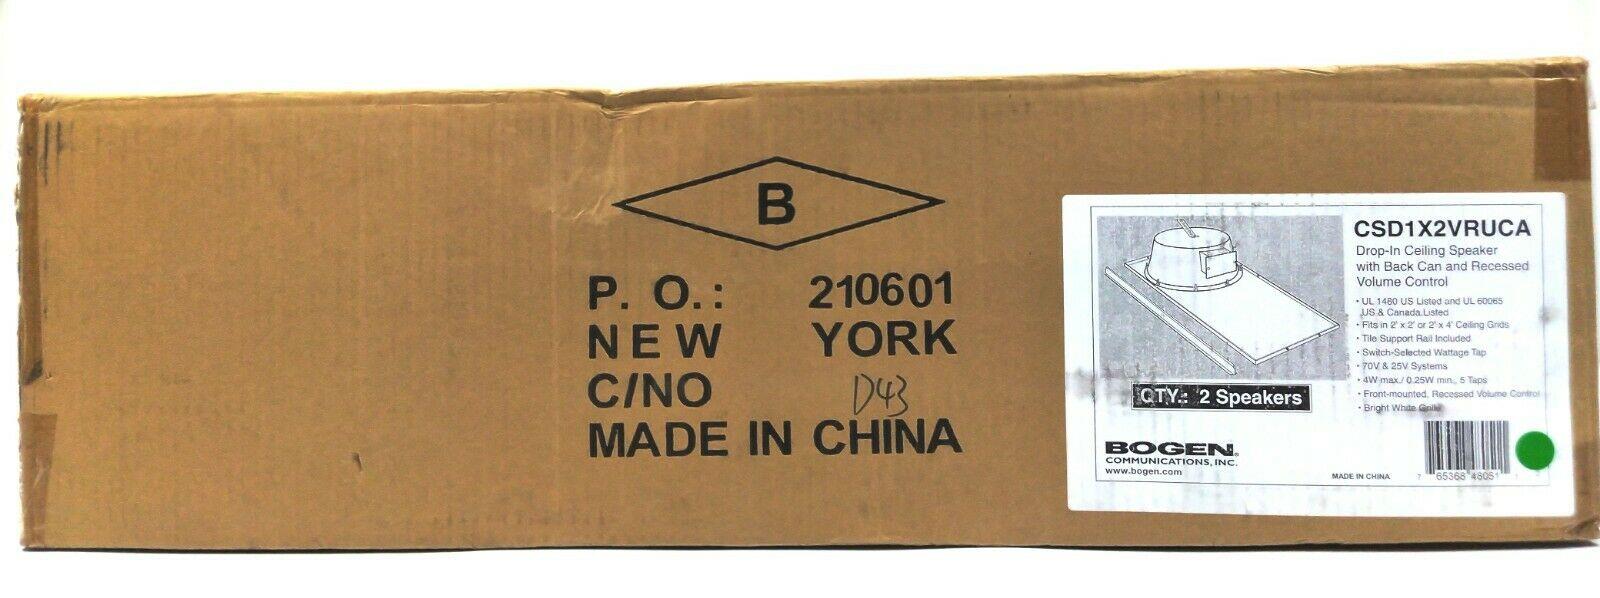 B
P. O.: 210601
NEW YORK
C/NO D43
MADE IN CHINA
CSD1X2VRUCA
Drop-In Ceiling Speaker
with Back Can and Recessed
Volume Control
• UL 1480 US Listed and UL 60065
US & Canada Listed
• Fits in 2' x 2' or 2' x 4' Ceiling Grids
• Tile Support Rail Included
• Switch-Selected Wattage Tap
• 70V & 25V Systems
• 4W max./ 0.25W min., 5 Taps
• Front-mounted, Recessed Volume Control
• Bright White Grille
QTY.: 2 Speakers
BOGEN®
COMMUNICATIONS, INC.
www.bogen.com
MADE IN CHINA
7 65368 48051